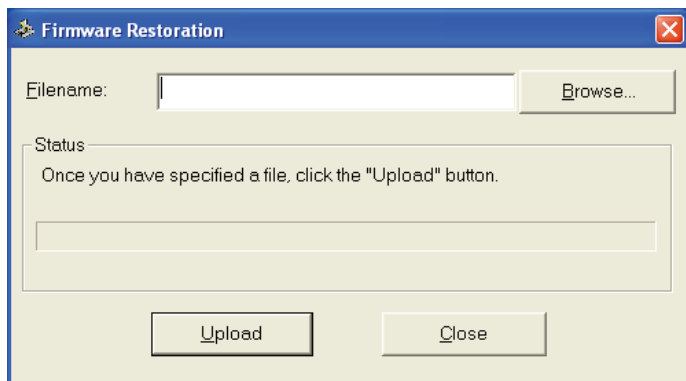 Firmware Restoration
Filename:
Browse...
Status
Once you have specified a file, click the "Upload" button.
Upload
Close